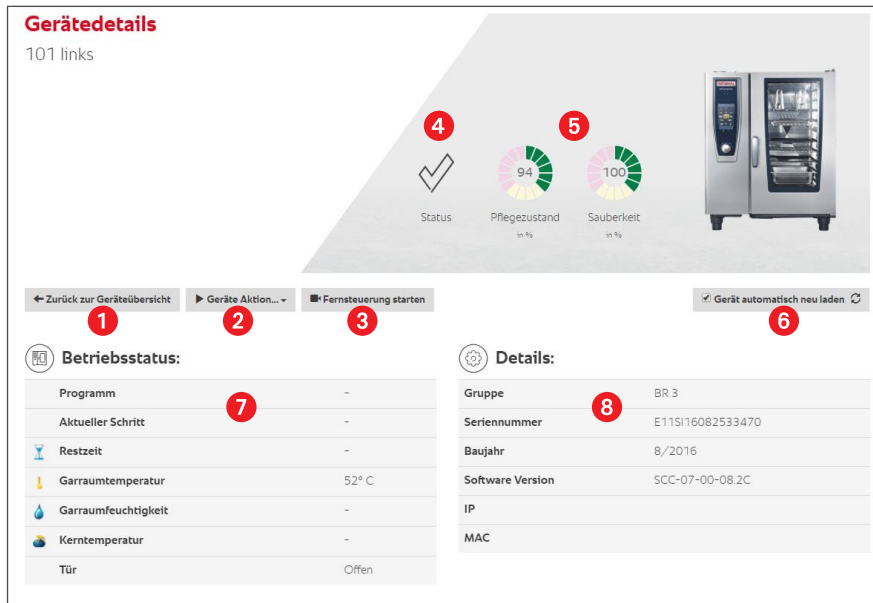 Gerätedetails
101 links
4
5
94
100
Status
Pflegezustand
in %
Sauberkeit
in %
Zurück zur Geräteübersicht
Geräte Aktion...
Fernsteuerung starten
Gerät automatisch neu laden
1
2
3
6
Betriebsstatus:
Programm -
7
Aktueller Schritt -
Restzeit -
Garraumtemperatur 52° C
Garraumfeuchtigkeit -
Kerntemperatur -
Tür Offen
Details:
Gruppe BR 3
8
Seriennummer E11SI16082533470
Baujahr 8/2016
Software Version SCC-07-00-08.2C
IP
MAC